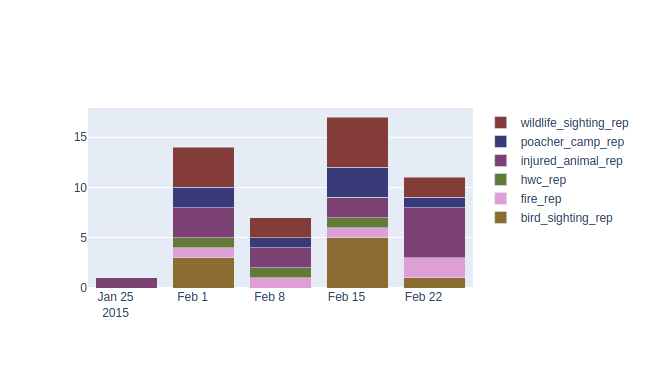 15
10
5
0
Jan 25
2015
Feb 1
Feb 8
Feb 15
Feb 22
wildlife_sighting_rep
poacher_camp_rep
injured_animal_rep
hwc_rep
fire_rep
bird_sighting_rep